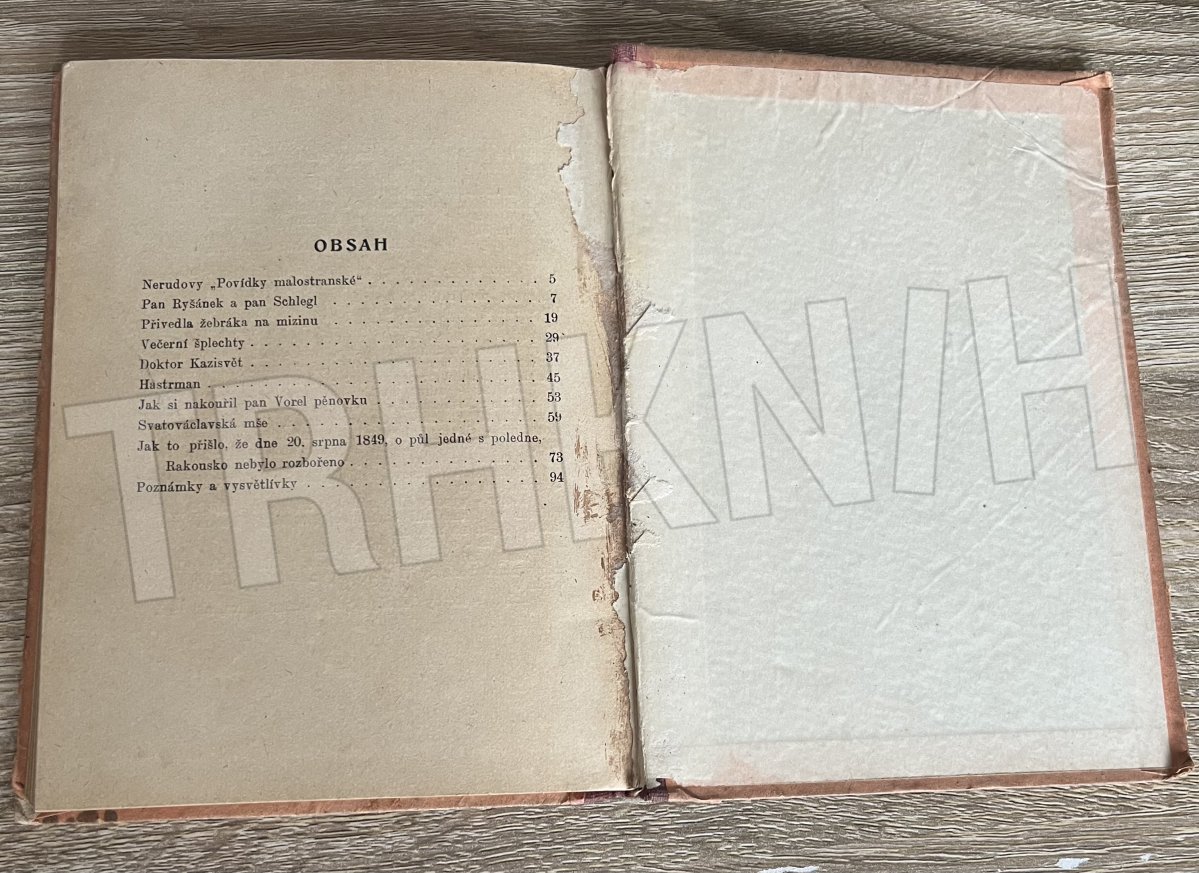 OBSAH
Nerudovy „Povídky malostranské“ . . . . . . . . . . . . . 5
Pan Ryšánek a pan Schlegl . . . . . . . . . . . . . . . . 7
Přivedla žebráka na mizinu . . . . . . . . . . . . . . . . 19
Večerní šplechty . . . . . . . . . . . . . . . . . . . . . . 29
Doktor Kazisvět . . . . . . . . . . . . . . . . . . . . . . 37
Hastrman . . . . . . . . . . . . . . . . . . . . . . . . . 45
Jak si nakouřil pan Vorel pěnovku . . . . . . . . . . . . 53
Svatováclavská mše . . . . . . . . . . . . . . . . . . . . 59
Jak to přišlo, že dne 20. srpna 1849, o půl jedné s poledne,
Rakousko nebylo rozbořeno . . . . . . . . . . . . . . 73
Poznámky a vysvětlívky . . . . . . . . . . . . . . . . . . 94
TRHKNIH